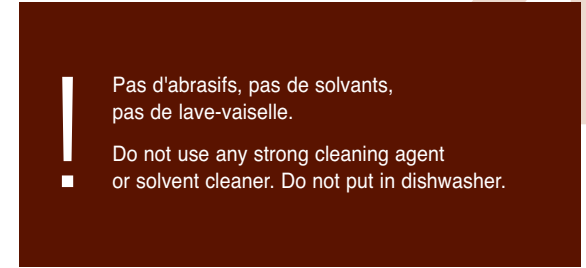 !
Pas d'abrasifs, pas de solvants,
pas de lave-vaiselle.
Do not use any strong cleaning agent
or solvent cleaner. Do not put in dishwasher.